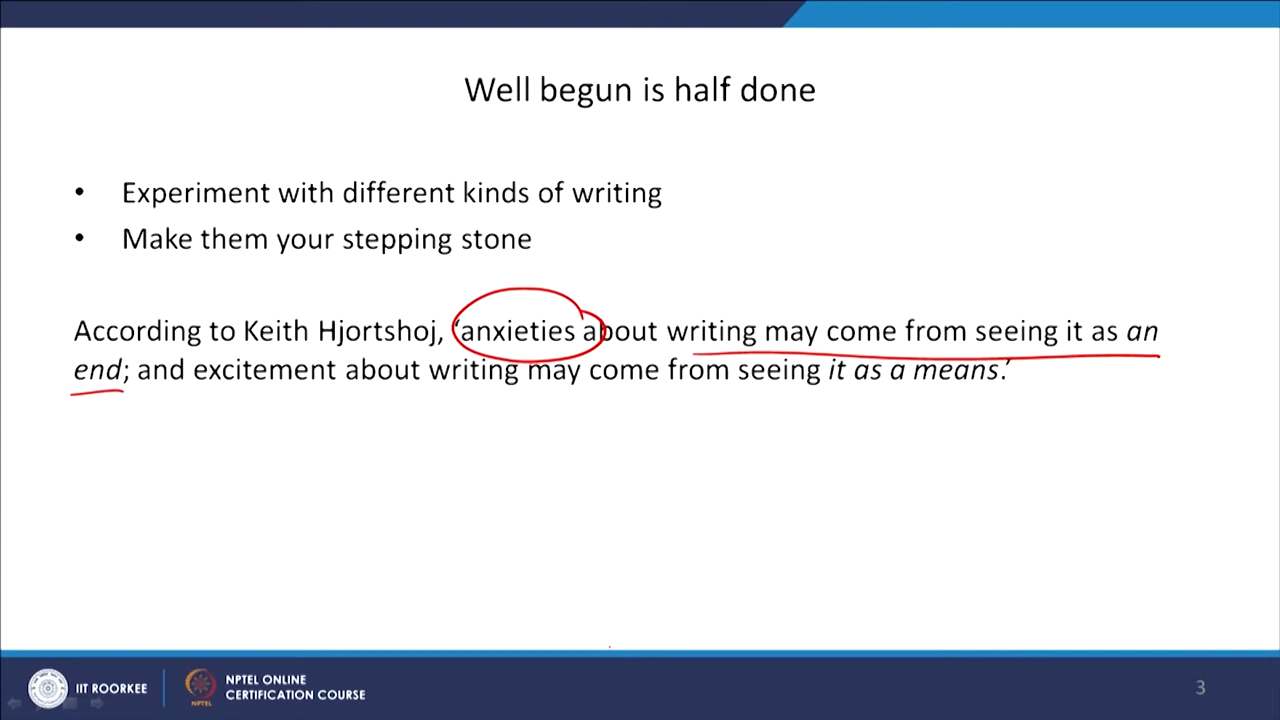 Well begun is half done
• Experiment with different kinds of writing
• Make them your stepping stone
According to Keith Hjortshoj, ‘anxieties about writing may come from seeing it as an
end; and excitement about writing may come from seeing it as a means.’
IIT ROORKEE
NPTEL
NPTEL ONLINE
CERTIFICATION COURSE
3